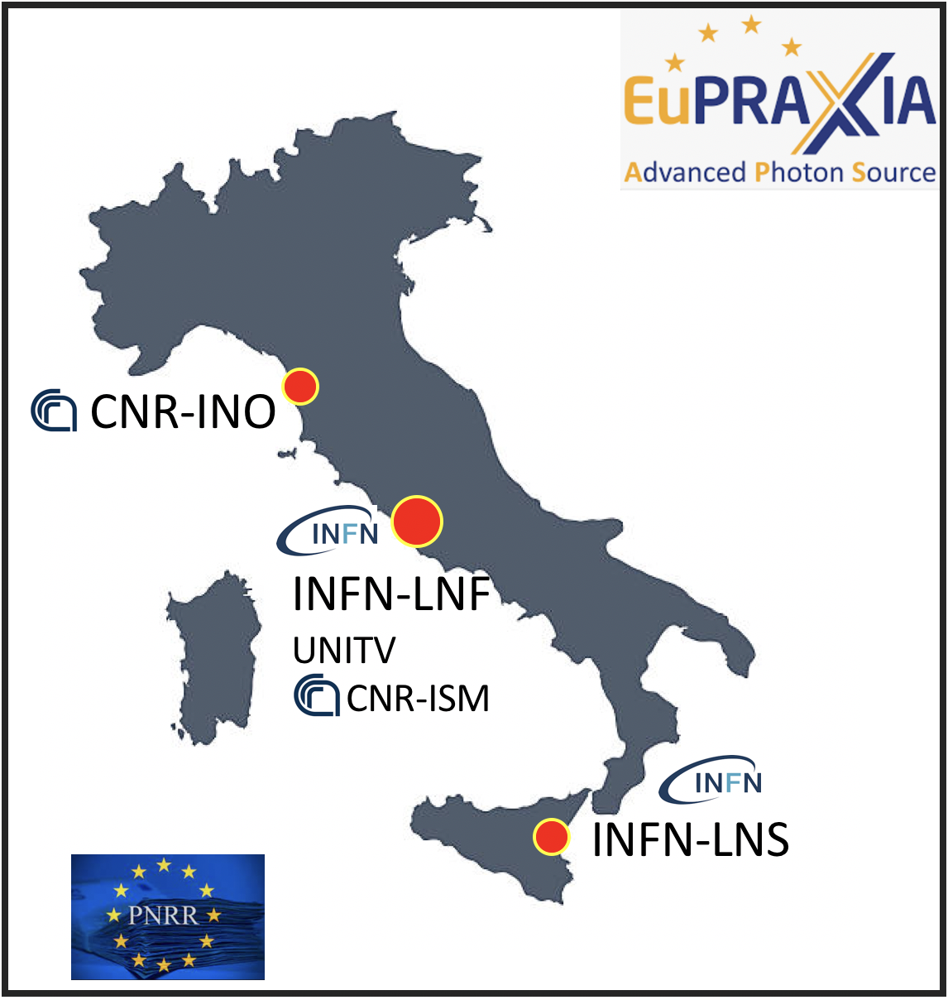 EuPRAXIA
Advanced Photon Source
CNR-INO
INFN
INFN-LNF
UNITV
CNR-ISM
INFN
INFN-LNS
PNRR